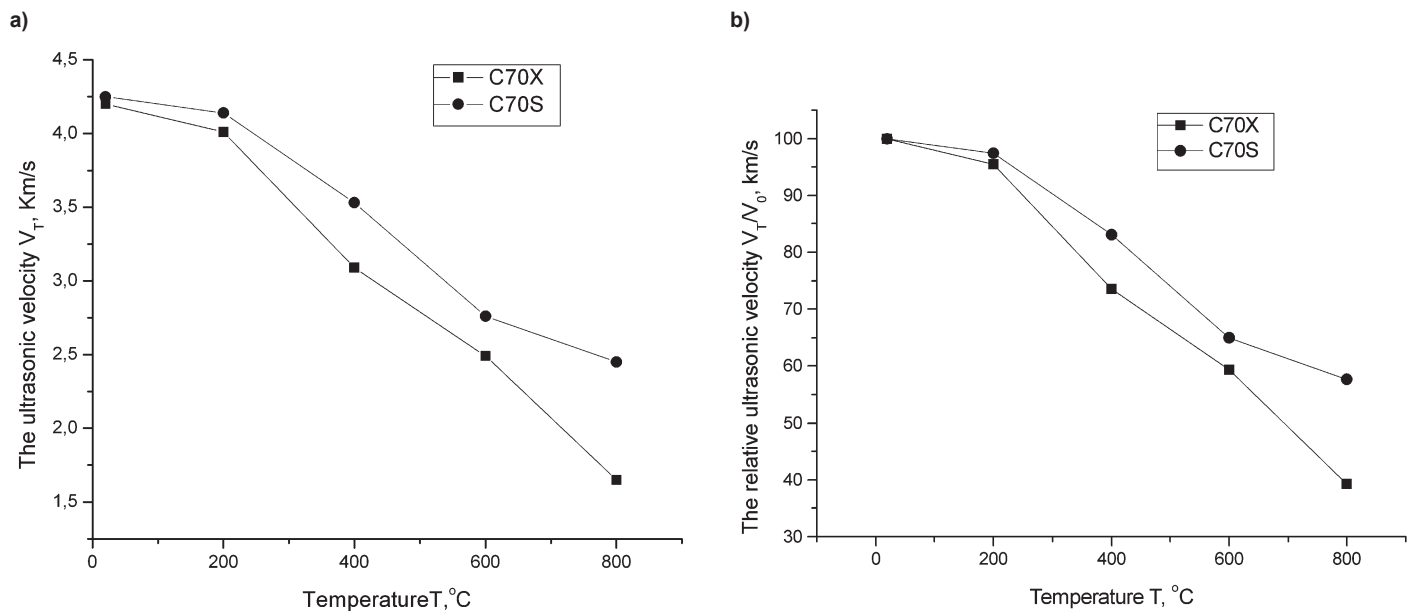 a)
The ultrasonic velocity V_T, Km/s
4,5
4,0
3,5
3,0
2,5
2,0
1,5
0 200 400 600 800
TemperatureT,°C
C70X
C70S
b)
The relative ultrasonic velocity V_T/V_0, km/s
100
90
80
70
60
50
40
30
0 200 400 600 800
Temperature T, °C
C70X
C70S